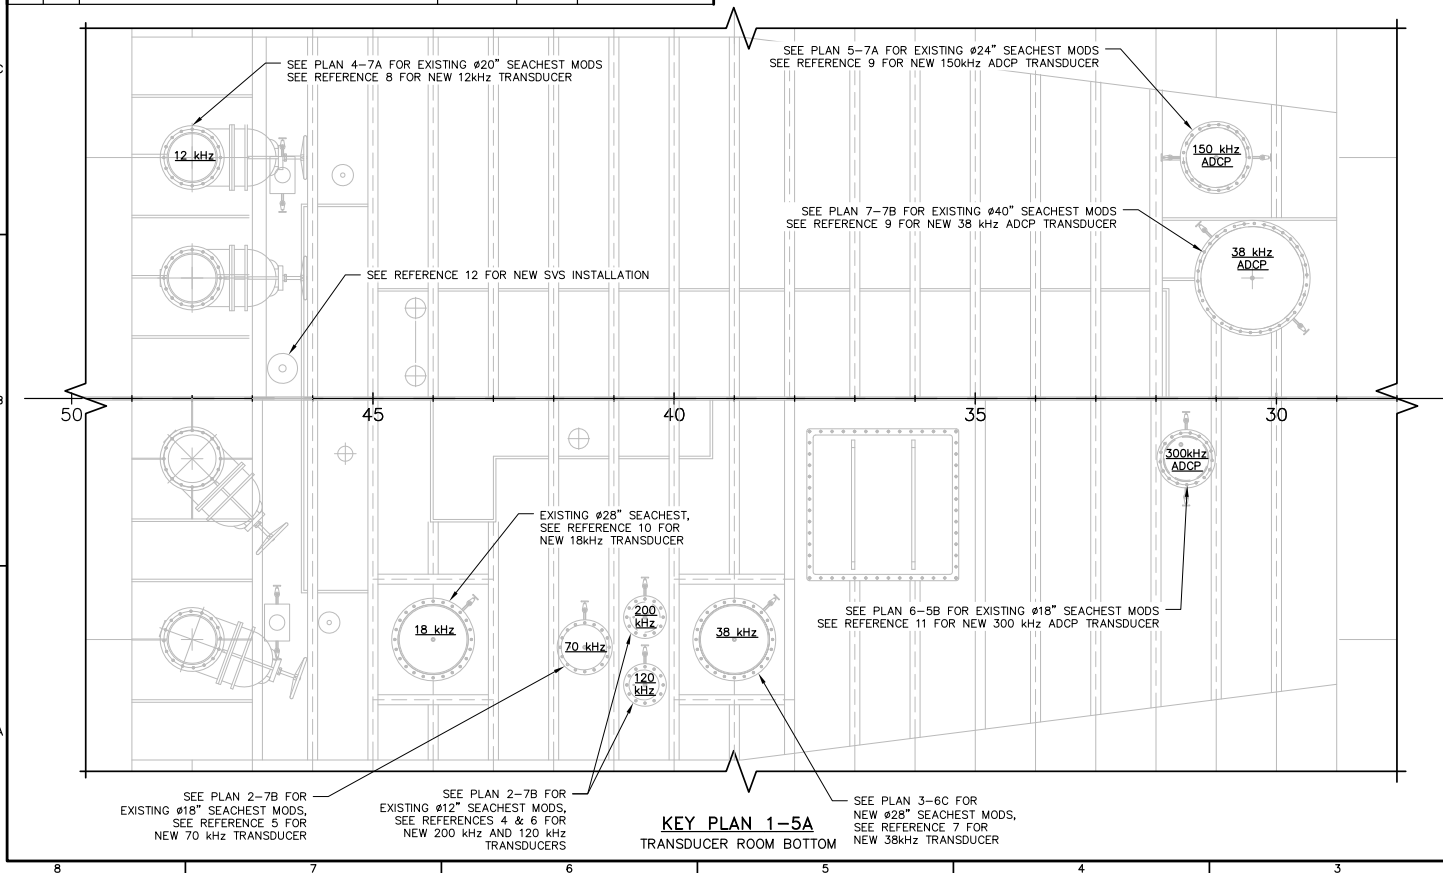 SEE PLAN 4-7A FOR EXISTING ø20" SEACHEST MODS
SEE REFERENCE 8 FOR NEW 12kHz TRANSDUCER
SEE PLAN 5-7A FOR EXISTING ø24" SEACHEST MODS
SEE REFERENCE 9 FOR NEW 150kHz ADCP TRANSDUCER
C
12 kHz
150 kHz
ADCP
SEE PLAN 7-7B FOR EXISTING ø40" SEACHEST MODS
SEE REFERENCE 9 FOR NEW 38 kHz ADCP TRANSDUCER
38 kHz
ADCP
SEE REFERENCE 12 FOR NEW SVS INSTALLATION
B
50
45
40
35
30
300kHz
ADCP
EXISTING ø28" SEACHEST,
SEE REFERENCE 10 FOR
NEW 18kHz TRANSDUCER
SEE PLAN 6-5B FOR EXISTING ø18" SEACHEST MODS
SEE REFERENCE 11 FOR NEW 300 kHz ADCP TRANSDUCER
18 kHz
70 kHz
200
kHz
120
kHz
38 kHz
A
SEE PLAN 2-7B FOR
EXISTING ø18" SEACHEST MODS,
SEE REFERENCE 5 FOR
NEW 70 kHz TRANSDUCER
SEE PLAN 2-7B FOR
EXISTING ø12" SEACHEST MODS,
SEE REFERENCES 4 & 6 FOR
NEW 200 kHz AND 120 kHz
TRANSDUCERS
KEY PLAN 1-5A
TRANSDUCER ROOM BOTTOM
SEE PLAN 3-6C FOR
NEW ø28" SEACHEST MODS,
SEE REFERENCE 7 FOR
NEW 38kHz TRANSDUCER
8
7
6
5
4
3